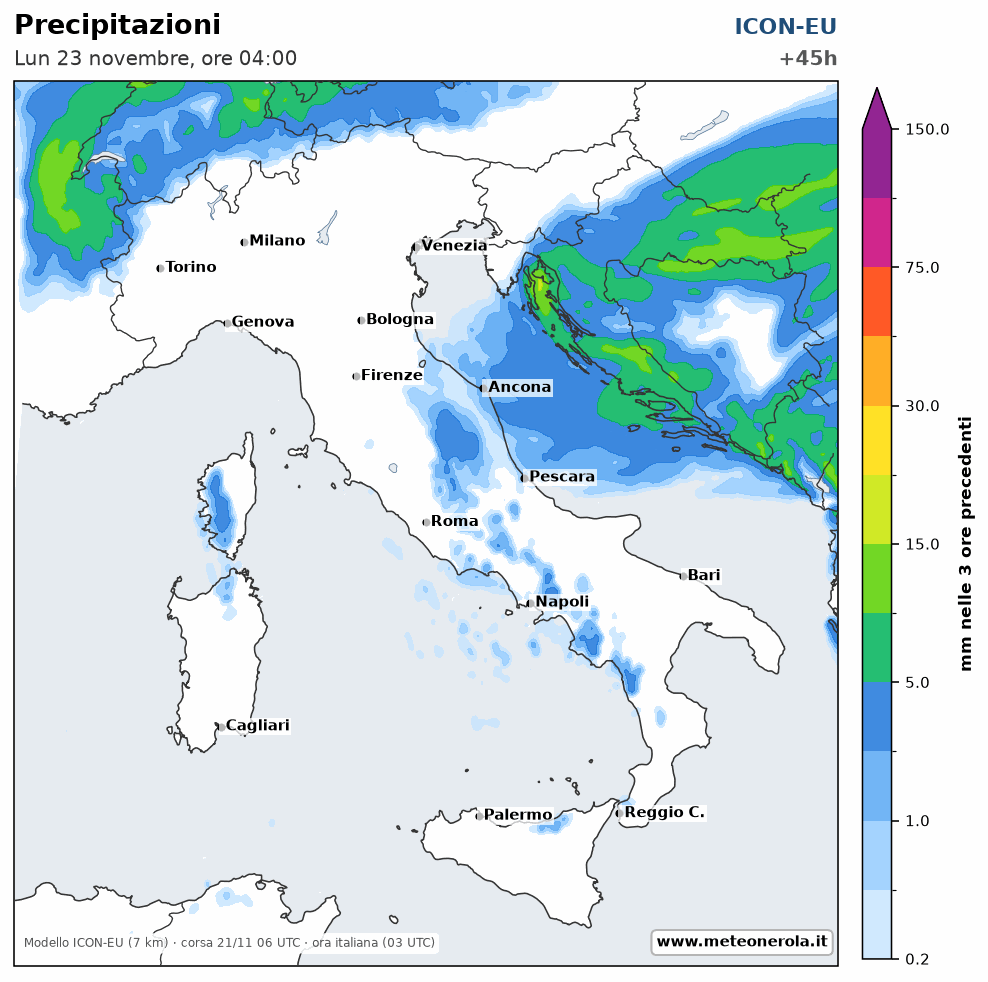 Precipitazioni
ICON-EU
Lun 23 novembre, ore 04:00
+45h
150.0
75.0
30.0
15.0
5.0
1.0
0.2
mm nelle 3 ore precedenti
Milano
Venezia
Torino
Genova
Bologna
Firenze
Ancona
Pescara
Roma
Bari
Napoli
Cagliari
Palermo
Reggio C.
Modello ICON-EU (7 km) · corsa 21/11 06 UTC · ora italiana (03 UTC)
www.meteonerola.it